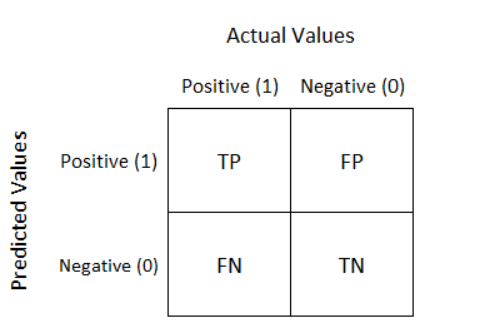 Actual Values
Positive (1) Negative (0)
Predicted Values
Positive (1) TP FP
Negative (0) FN TN